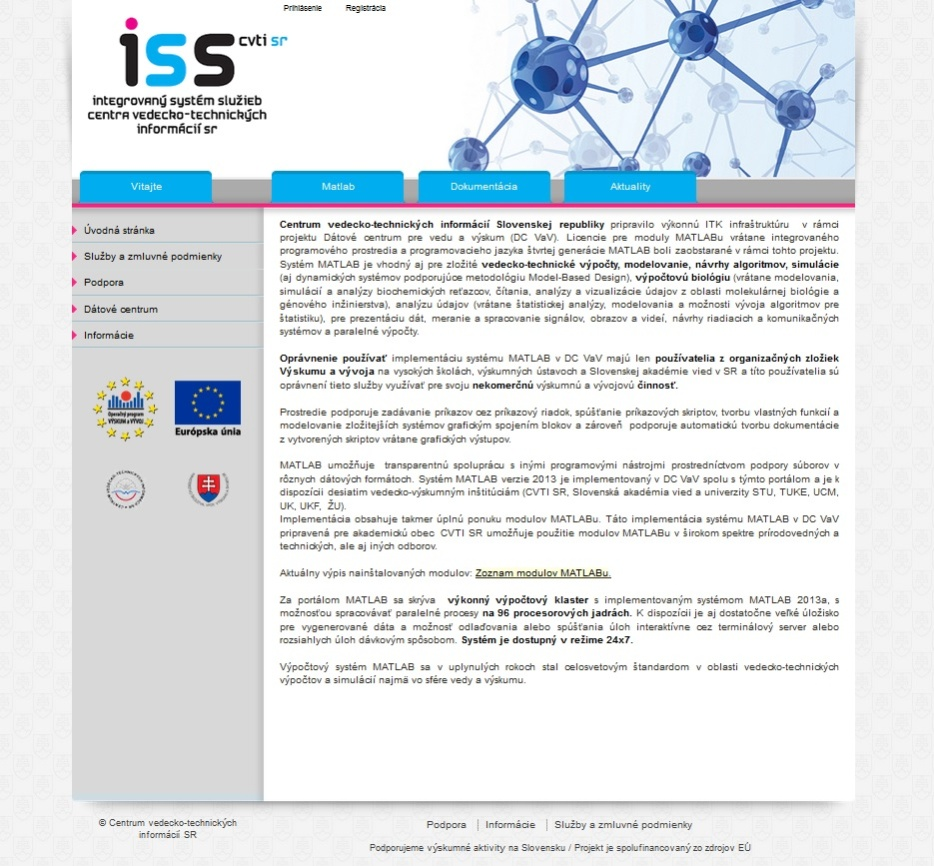 Prihlásenie Registrácia
iss cvti sr
integrovaný systém služieb
centra vedecko-technických
informácií sr
Vitajte Matlab Dokumentácia Aktuality
Úvodná stránka
Služby a zmluvné podmienky
Podpora
Dátové centrum
Informácie
Operačný program
VÝSKUM a VÝVOJ
Európska únia
Centrum vedecko-technických informácií Slovenskej republiky pripravilo výkonnú ITK infraštruktúru v rámci
projektu Dátové centrum pre vedu a výskum (DC VaV). Licencie pre moduly MATLABu vrátane integrovaného
programového prostredia a programovacieho jazyka štvrtej generácie MATLAB boli zaobstarané v rámci tohto projektu.
Systém MATLAB je vhodný aj pre zložité vedecko-technické výpočty, modelovanie, návrhy algoritmov, simulácie
(aj dynamických systémov podporujúce metodológiu Model-Based Design), výpočtovú biológiu (vrátane modelovania,
simulácií a analýzy biochemických reťazcov, čítania, analýzy a vizualizácie údajov z oblasti molekulárnej biológie a
génového inžinierstva), analýzu údajov (vrátane štatistickej analýzy, modelovania a možnosti vývoja algoritmov pre
štatistiku), pre prezentáciu dát, meranie a spracovanie signálov, obrazov a videí, návrhy riadiacich a komunikačných
systémov a paralelné výpočty.
Oprávnenie používať implementáciu systému MATLAB v DC VaV majú len používatelia z organizačných zložiek
Výskumu a vývoja na vysokých školách, výskumných ústavoch a Slovenskej akadémie vied v SR a títo používatelia sú
oprávnení tieto služby využívať pre svoju nekomerčnú výskumnú a vývojovú činnosť.
Prostredie podporuje zadávanie príkazov cez príkazový riadok, spúšťanie príkazových skriptov, tvorbu vlastných funkcií a
modelovanie zložitejších systémov grafickým spojením blokov a zároveň podporuje automatickú tvorbu dokumentácie
z vytvorených skriptov vrátane grafických výstupov.
MATLAB umožňuje transparentnú spoluprácu s inými programovými nástrojmi prostredníctvom podpory súborov v
rôznych dátových formátoch. Systém MATLAB verzie 2013 je implementovaný v DC VaV spolu s týmto portálom a je k
dispozícii desiatim vedecko-výskumným inštitúciám (CVTI SR, Slovenská akadémia vied a univerzity STU, TUKE, UCM,
UK, UKF, ŽU).
Implementácia obsahuje takmer úplnú ponuku modulov MATLABu. Táto implementácia systému MATLAB v DC VaV
pripravená pre akademickú obec CVTI SR umožňuje použitie modulov MATLABu v širokom spektre prírodovedných a
technických, ale aj iných odborov.
Aktuálny výpis nainštalovaných modulov: Zoznam modulov MATLABu.
Za portálom MATLAB sa skrýva výkonný výpočtový klaster s implementovaným systémom MATLAB 2013a, s
možnosťou spracovávať paralelné procesy na 96 procesorových jadrách. K dispozícii je aj dostatočne veľké úložisko
pre vygenerované dáta a možnosť odlaďovania alebo spúšťania úloh interaktívne cez terminálový server alebo
rozsiahlych úloh dávkovým spôsobom. Systém je dostupný v režime 24x7.
Výpočtový systém MATLAB sa v uplynulých rokoch stal celosvetovým štandardom v oblasti vedecko-technických
výpočtov a simulácií najmä vo sfére vedy a výskumu.
© Centrum vedecko-technických
informácií SR
Podpora Informácie Služby a zmluvné podmienky
Podporujeme výskumné aktivity na Slovensku / Projekt je spolufinancovaný zo zdrojov EÚ